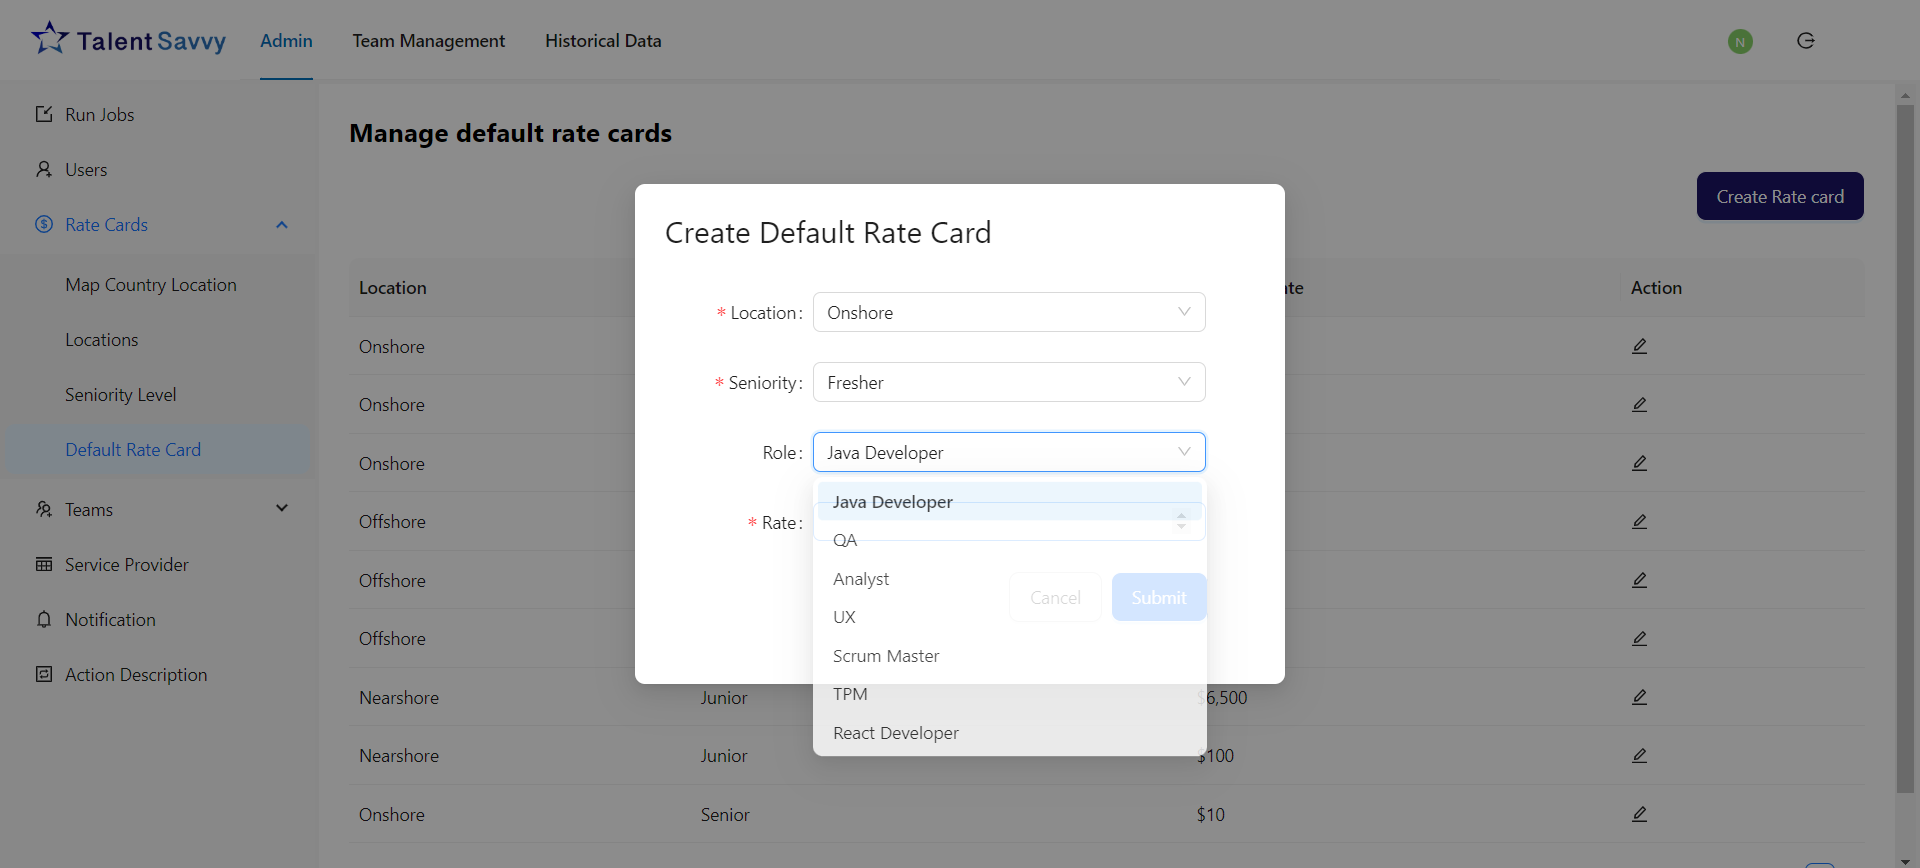 Talent Savvy
Admin
Team Management
Historical Data
N
Run Jobs
Users
Rate Cards
Map Country Location
Locations
Seniority Level
Default Rate Card
Teams
Service Provider
Notification
Action Description
Manage default rate cards
Create Rate card
Location te Action
Onshore
Onshore
Onshore
Offshore
Offshore
Offshore
Nearshore Junior $6,500
Nearshore Junior $100
Onshore Senior $10
Create Default Rate Card
* Location: Onshore
* Seniority: Fresher
Role: Java Developer
* Rate:
Java Developer
QA
Analyst
UX
Scrum Master
TPM
React Developer
Cancel Submit